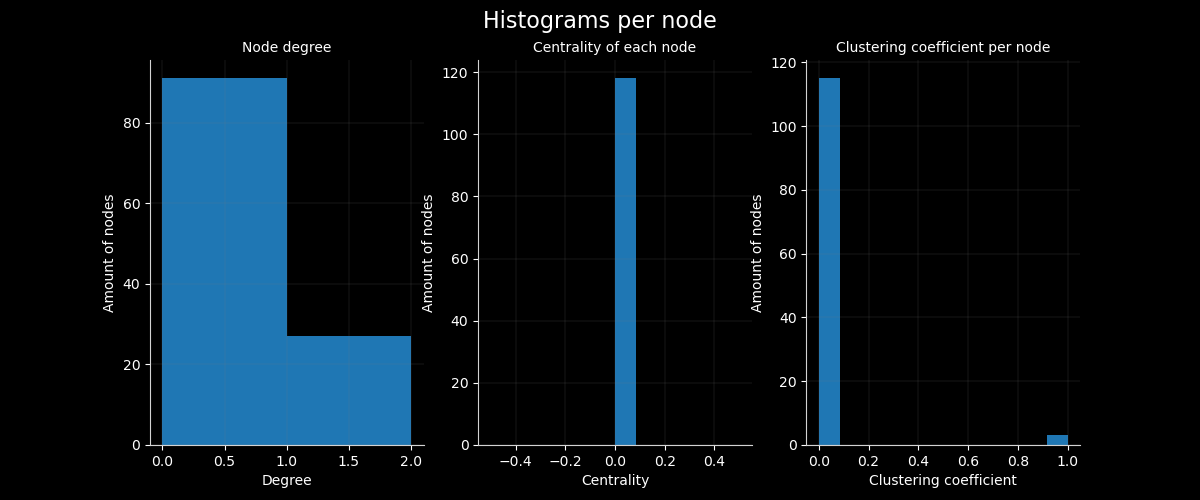 Histograms per node
Node degree
Amount of nodes
80
60
40
20
0
0.0 0.5 1.0 1.5 2.0
Degree
Centrality of each node
Amount of nodes
120
100
80
60
40
20
0
−0.4 −0.2 0.0 0.2 0.4
Centrality
Clustering coefficient per node
Amount of nodes
120
100
80
60
40
20
0
0.0 0.2 0.4 0.6 0.8 1.0
Clustering coefficient